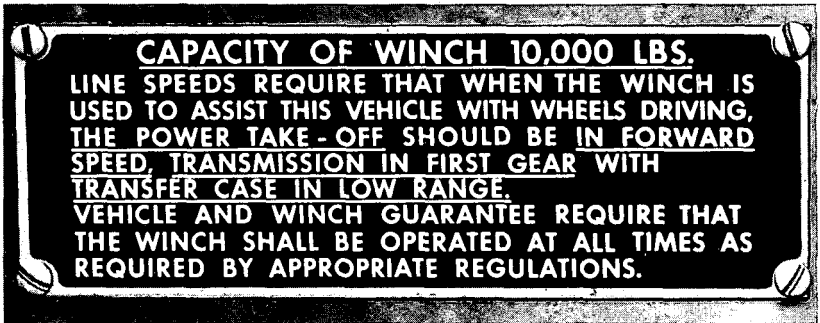 CAPACITY OF WINCH 10,000 LBS.
LINE SPEEDS REQUIRE THAT WHEN THE WINCH IS
USED TO ASSIST THIS VEHICLE WITH WHEELS DRIVING,
THE POWER TAKE-OFF SHOULD BE IN FORWARD
SPEED, TRANSMISSION IN FIRST GEAR WITH
TRANSFER CASE IN LOW RANGE.
VEHICLE AND WINCH GUARANTEE REQUIRE THAT
THE WINCH SHALL BE OPERATED AT ALL TIMES AS
REQUIRED BY APPROPRIATE REGULATIONS.